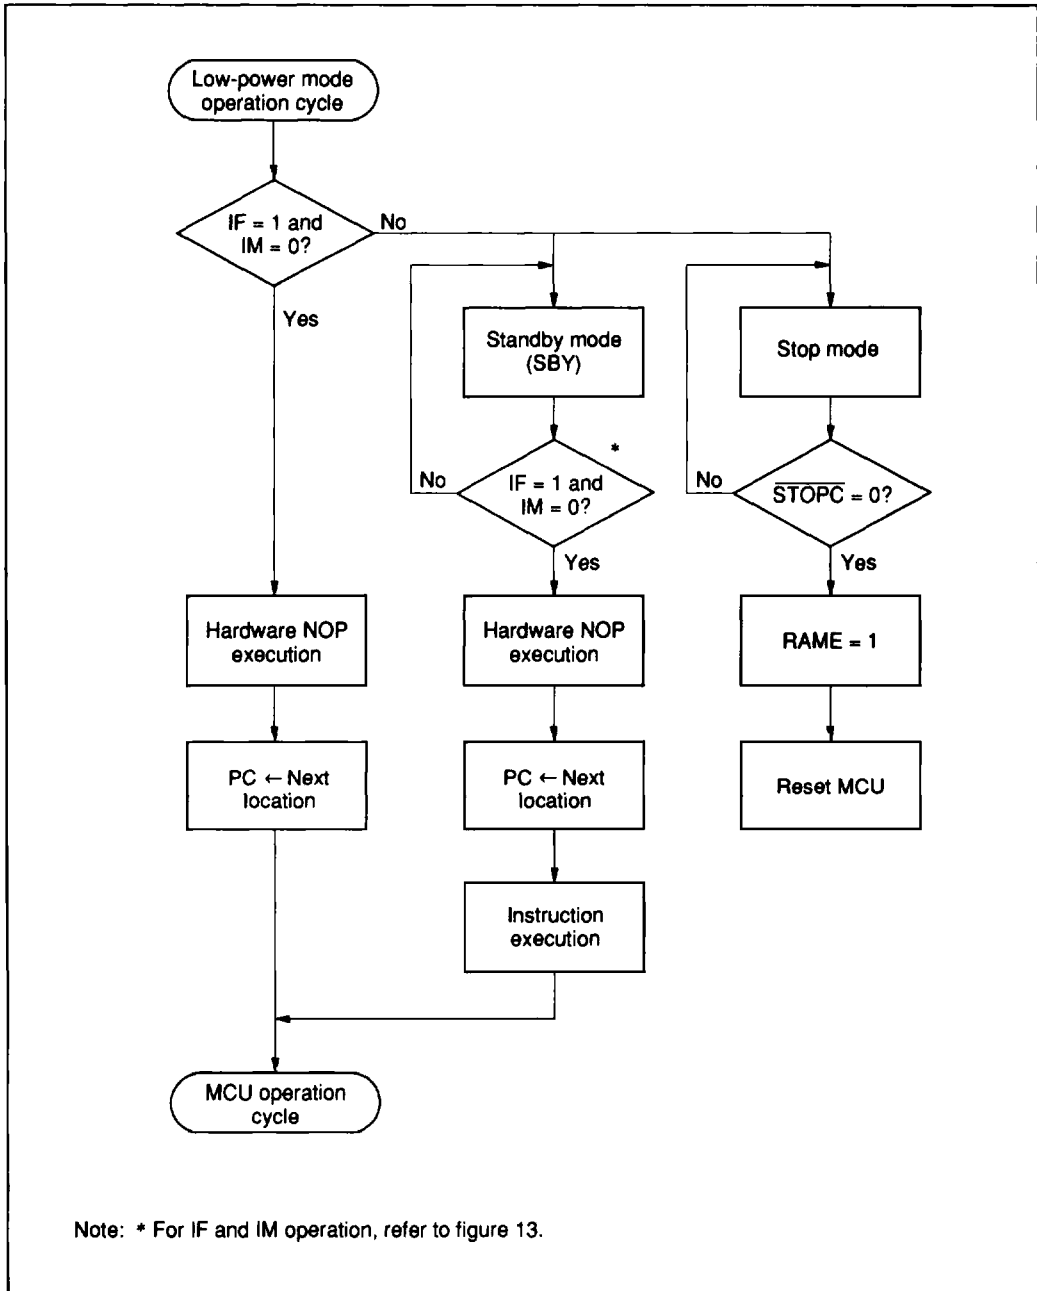 Low-power mode
operation cycle
IF = 1 and
IM = 0?
No
Yes
Standby mode
(SBY)
Stop mode
*
No
IF = 1 and
IM = 0?
No
S̅T̅O̅P̅C̅ = 0?
Yes
Yes
Hardware NOP
execution
Hardware NOP
execution
RAME = 1
PC ← Next
location
PC ← Next
location
Reset MCU
Instruction
execution
MCU operation
cycle
Note: * For IF and IM operation, refer to figure 13.